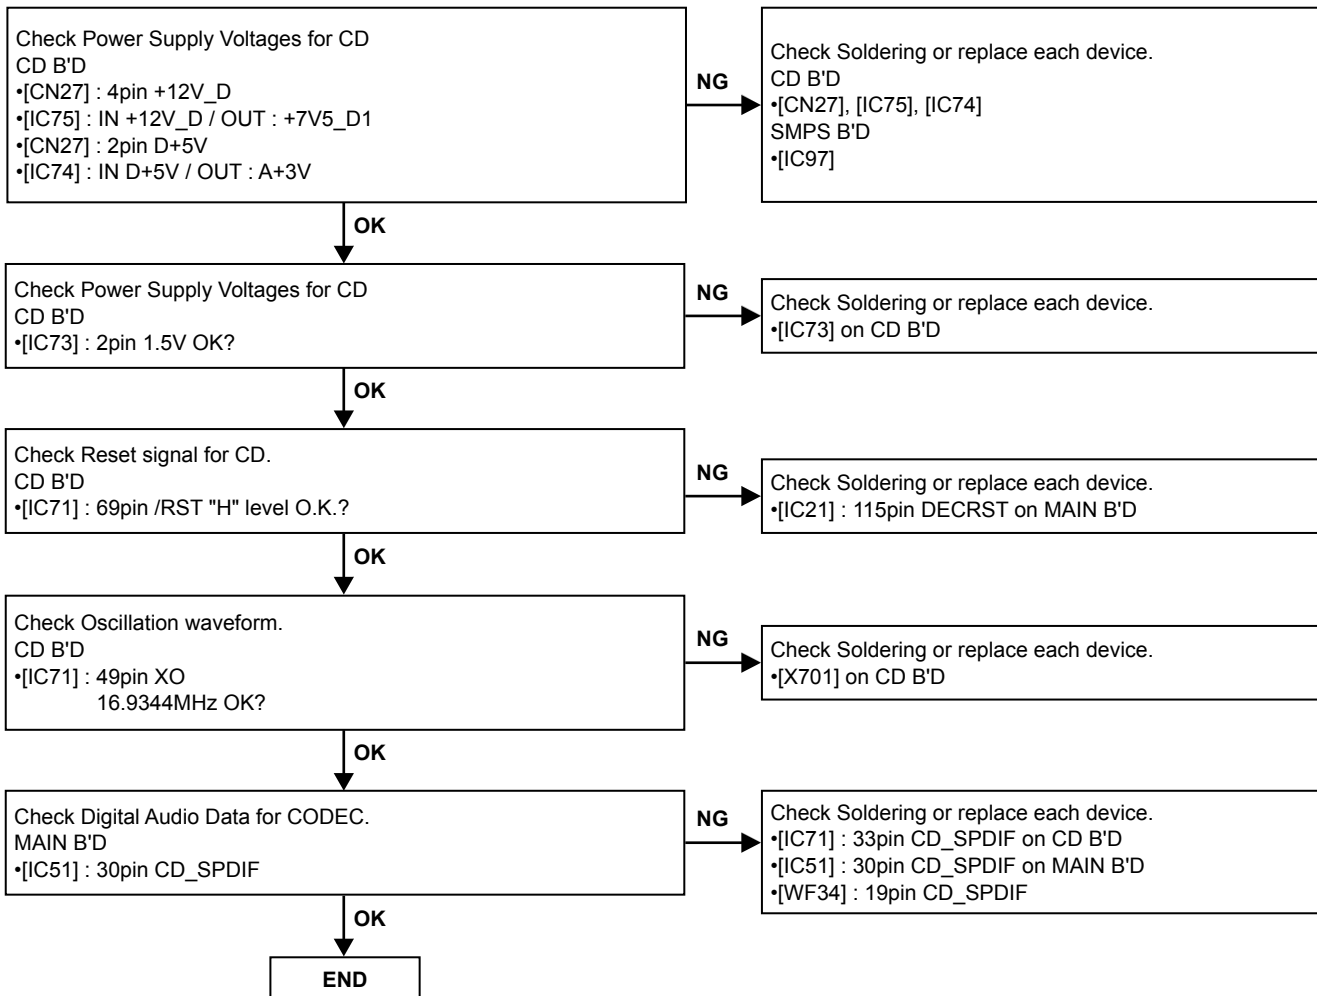 Check Power Supply Voltages for CD
CD B'D
•[CN27] : 4pin +12V_D
•[IC75] : IN +12V_D / OUT : +7V5_D1
•[CN27] : 2pin D+5V
•[IC74] : IN D+5V / OUT : A+3V
NG
Check Soldering or replace each device.
CD B'D
•[CN27], [IC75], [IC74]
SMPS B'D
•[IC97]
OK
Check Power Supply Voltages for CD
CD B'D
•[IC73] : 2pin 1.5V OK?
NG
Check Soldering or replace each device.
•[IC73] on CD B'D
OK
Check Reset signal for CD.
CD B'D
•[IC71] : 69pin /RST "H" level O.K.?
NG
Check Soldering or replace each device.
•[IC21] : 115pin DECRST on MAIN B'D
OK
Check Oscillation waveform.
CD B'D
•[IC71] : 49pin XO
16.9344MHz OK?
NG
Check Soldering or replace each device.
•[X701] on CD B'D
OK
Check Digital Audio Data for CODEC.
MAIN B'D
•[IC51] : 30pin CD_SPDIF
NG
Check Soldering or replace each device.
•[IC71] : 33pin CD_SPDIF on CD B'D
•[IC51] : 30pin CD_SPDIF on MAIN B'D
•[WF34] : 19pin CD_SPDIF
OK
END